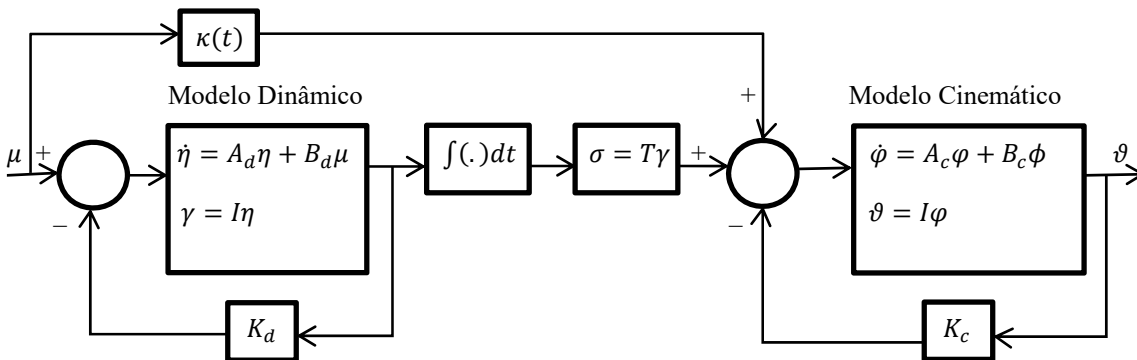 κ(t)
Modelo Dinâmico
Modelo Cinemático
+
μ
+
η̇ = A_d η + B_d μ
γ = Iη
−
∫(.)dt
σ = Tγ
+
−
φ̇ = A_c φ + B_c ϕ
ϑ = Iφ
ϑ
K_d
K_c